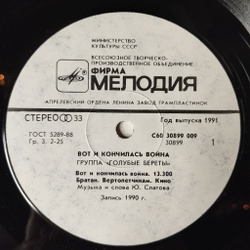 МИНИСТЕРСТВО
КУЛЬТУРЫ СССР
ВСЕСОЮЗНОЕ ТВОРЧЕСКО-
ПРОИЗВОДСТВЕННОЕ ОБЪЕДИНЕНИЕ
ФИРМА
МЕЛОДИЯ
АПРЕЛЕВСКИЙ ОРДЕНА ЛЕНИНА ЗАВОД ГРАМПЛАСТИНОК
СТЕРЕО 33
Год выпуска 1991
ГОСТ 5289-88
С60 30899 009
Гр. 3. 2-25
30899
1
ВОТ И КОНЧИЛАСЬ ВОЙНА
ГРУППА «ГОЛУБЫЕ БЕРЕТЫ»
Вот и кончилась война. 13.300
Братан. Вертолетчикам. Кино.
Музыка и слова Ю. Слатова
Запись 1990 г.